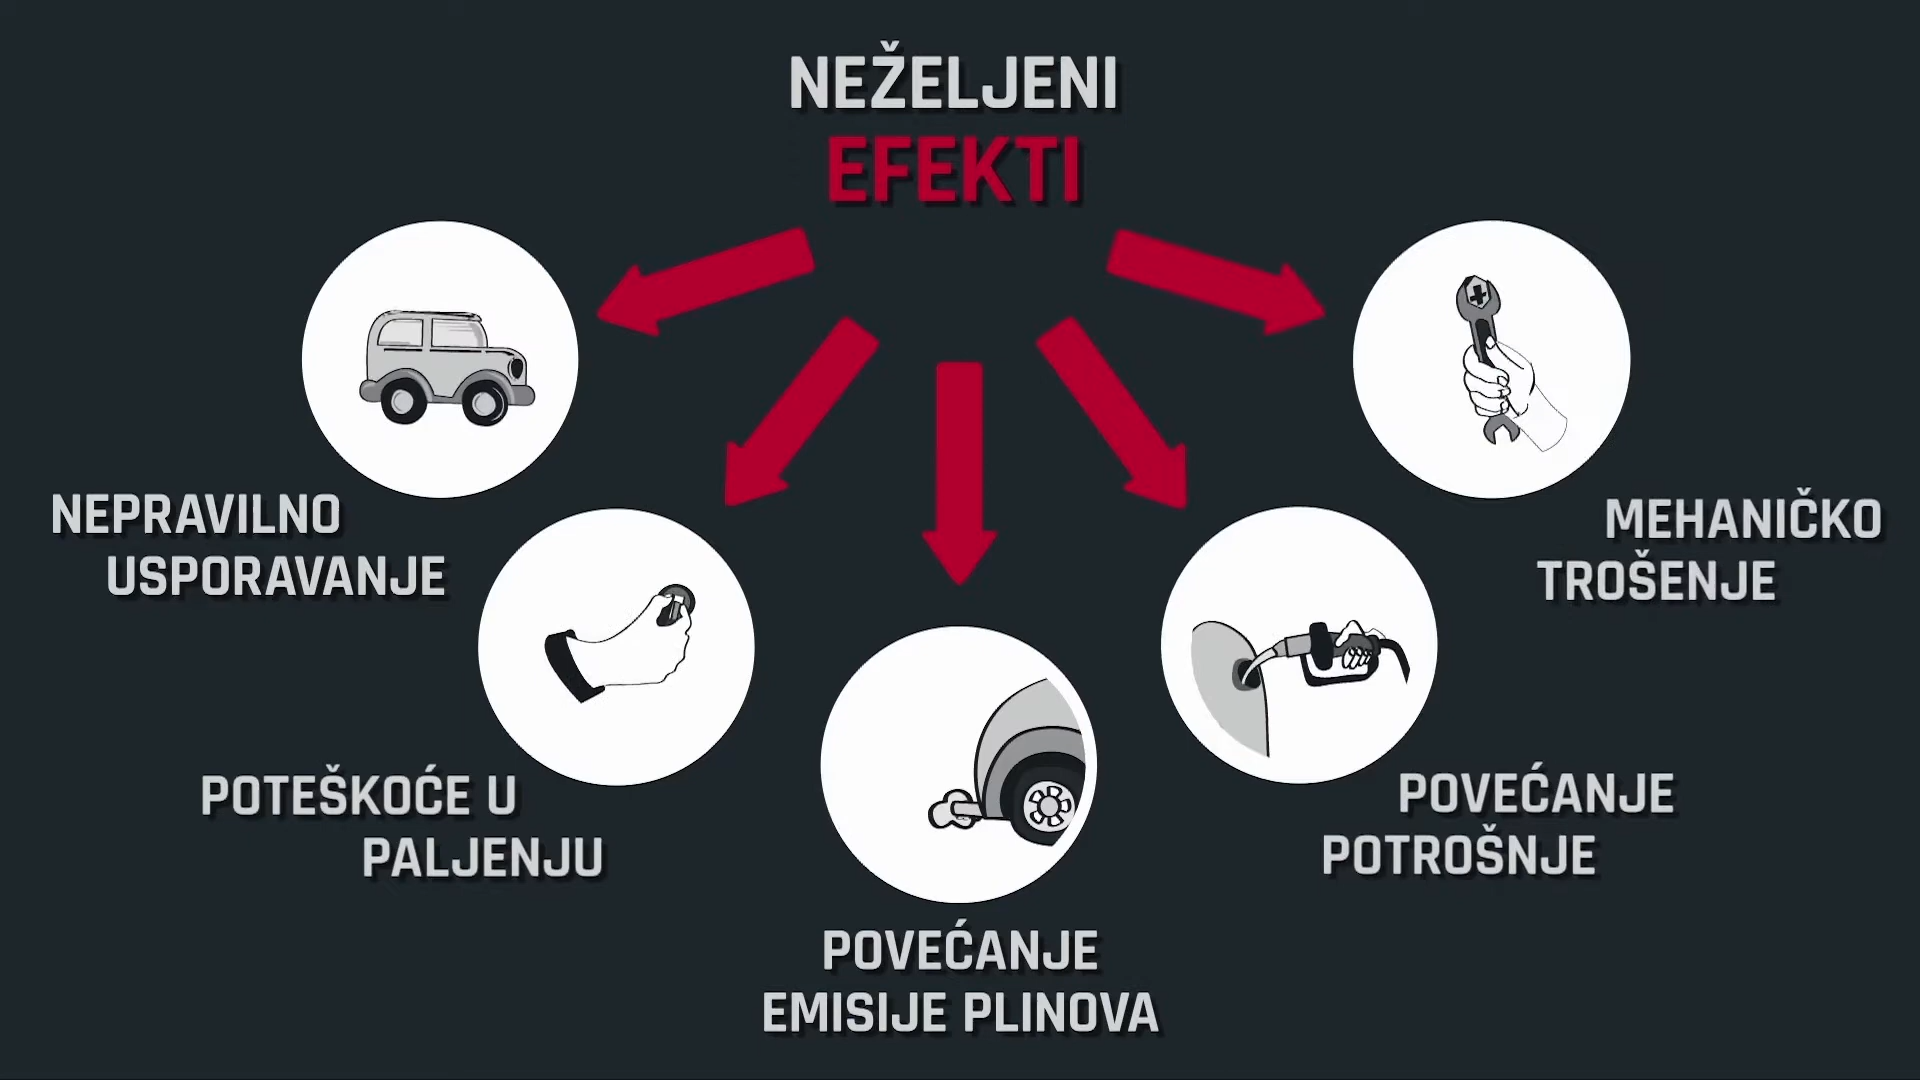 NEŽELJENI
EFEKTI
NEPRAVILNO
USPORAVANJE
POTEŠKOĆE U
PALJENJU
POVEĆANJE
EMISIJE PLINOVA
POVEĆANJE
POTROŠNJE
MEHANIČKO
TROŠENJE